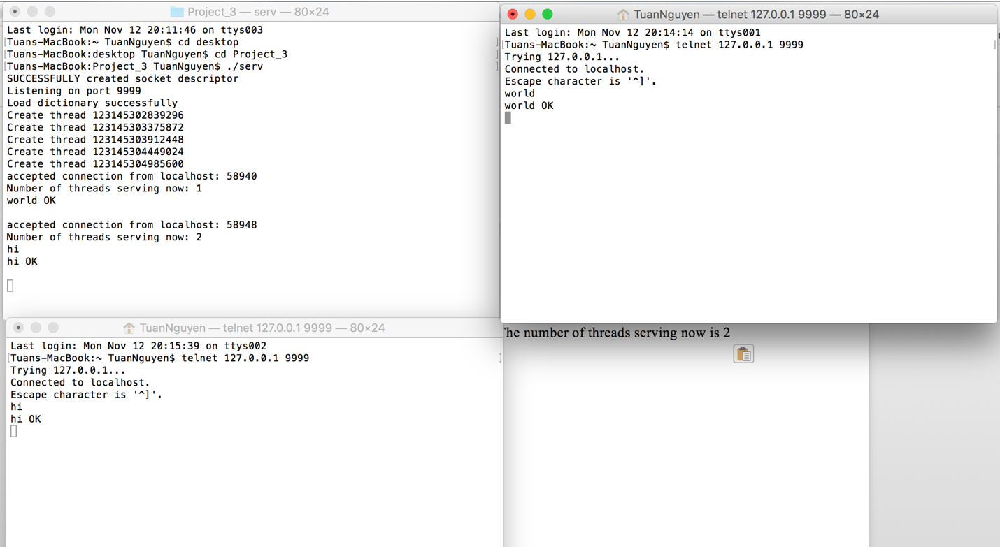 Project_3 — serv — 80×24
Last login: Mon Nov 12 20:11:46 on ttys003
[Tuans-MacBook:~ TuanNguyen$ cd desktop ]
[Tuans-MacBook:desktop TuanNguyen$ cd Project_3 ]
[Tuans-MacBook:Project_3 TuanNguyen$ ./serv ]
SUCCESSFULLY created socket descriptor
Listening on port 9999
Load dictionary successfully
Create thread 123145302839296
Create thread 123145303375872
Create thread 123145303912448
Create thread 123145304449024
Create thread 123145304985600
accepted connection from localhost: 58940
Number of threads serving now: 1
world OK
accepted connection from localhost: 58948
Number of threads serving now: 2
hi
hi OK
TuanNguyen — telnet 127.0.0.1 9999 — 80×24
Last login: Mon Nov 12 20:14:14 on ttys001
[Tuans-MacBook:~ TuanNguyen$ telnet 127.0.0.1 9999 ]
Trying 127.0.0.1...
Connected to localhost.
Escape character is '^]'.
world
world OK
TuanNguyen — telnet 127.0.0.1 9999 — 80×24
Last login: Mon Nov 12 20:15:39 on ttys002
[Tuans-MacBook:~ TuanNguyen$ telnet 127.0.0.1 9999 ]
Trying 127.0.0.1...
Connected to localhost.
Escape character is '^]'.
hi
hi OK
The number of threads serving now is 2